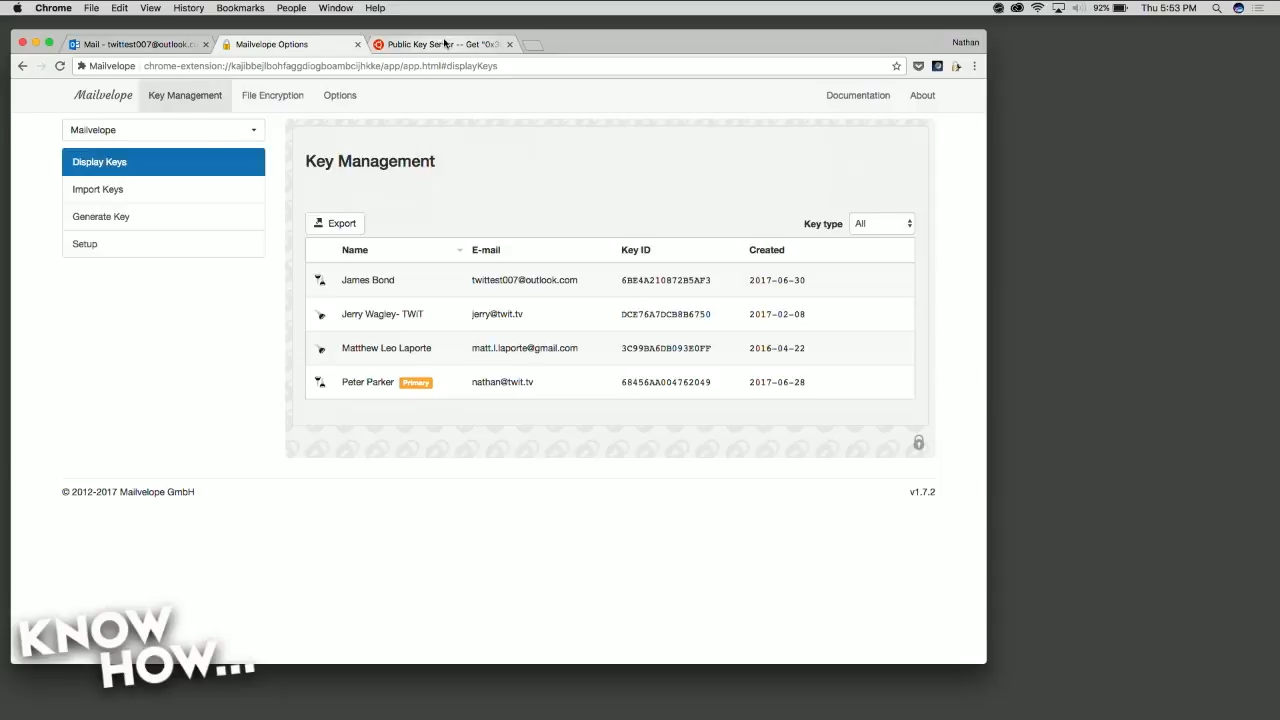 Chrome File Edit View History Bookmarks People Window Help 92% Thu 5:53 PM
Mail - twittest007@outlook.c Mailvelope Options Public Key Server -- Get "0x3 Nathan
Mailvelope chrome-extension://kajibbejlbohfaggdiogboambcijhkke/app/app.html#displayKeys
Mailvelope Key Management File Encryption Options Documentation About
Mailvelope
Display Keys
Import Keys
Generate Key
Setup
Key Management
Export Key type All
Name E-mail Key ID Created
James Bond twittest007@outlook.com 6BE4A210872B5AF3 2017-06-30
Jerry Wagley- TWiT jerry@twit.tv DCE76A7DCB8B6750 2017-02-08
Matthew Leo Laporte matt.l.laporte@gmail.com 3C99BA6DB093E0FF 2016-04-22
Peter Parker Primary nathan@twit.tv 68456AA004762049 2017-06-28
© 2012-2017 Mailvelope GmbH v1.7.2
KNOW
HOW...